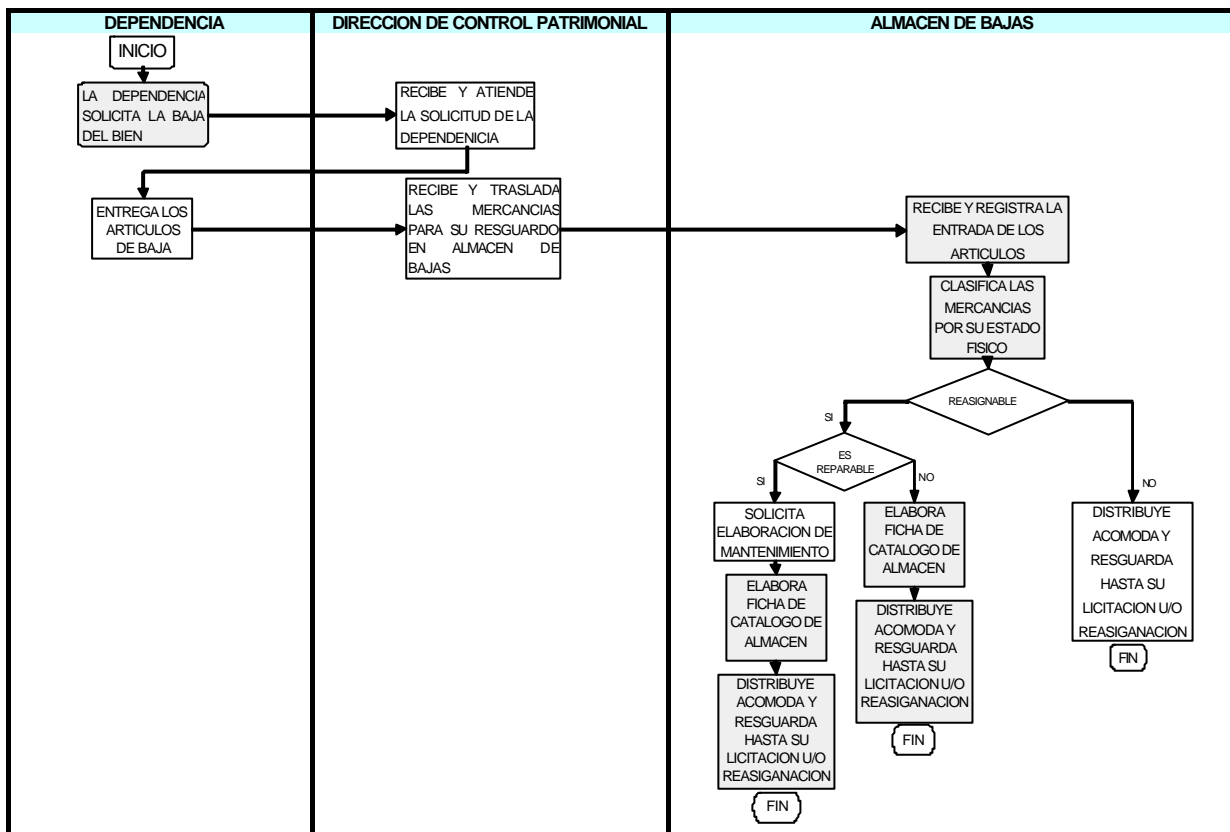 DEPENDENCIA
DIRECCION DE CONTROL PATRIMONIAL
ALMACEN DE BAJAS
INICIO
LA DEPENDENCIA
SOLICITA LA BAJA
DEL BIEN
RECIBE Y ATIENDE
LA SOLICITUD DE LA
DEPENDENICIA
ENTREGA LOS
ARTICULOS
DE BAJA
RECIBE Y TRASLADA
LAS MERCANCIAS
PARA SU RESGUARDO
EN ALMACEN DE
BAJAS
RECIBE Y REGISTRA LA
ENTRADA DE LOS
ARTICULOS
CLASIFICA LAS
MERCANCIAS
POR SU ESTADO
FISICO
REASIGNABLE
SI
NO
ES
REPARABLE
SI
NO
SOLICITA
ELABORACION DE
MANTENIMIENTO
ELABORA
FICHA DE
CATALOGO DE
ALMACEN
DISTRIBUYE
ACOMODA Y
RESGUARDA
HASTA SU
LICITACION U/O
REASIGANACION
FIN
ELABORA
FICHA DE
CATALOGO DE
ALMACEN
DISTRIBUYE
ACOMODA Y
RESGUARDA
HASTA SU
LICITACION U/O
REASIGANACION
FIN
DISTRIBUYE
ACOMODA Y
RESGUARDA
HASTA SU
LICITACION U/O
REASIGANACION
FIN